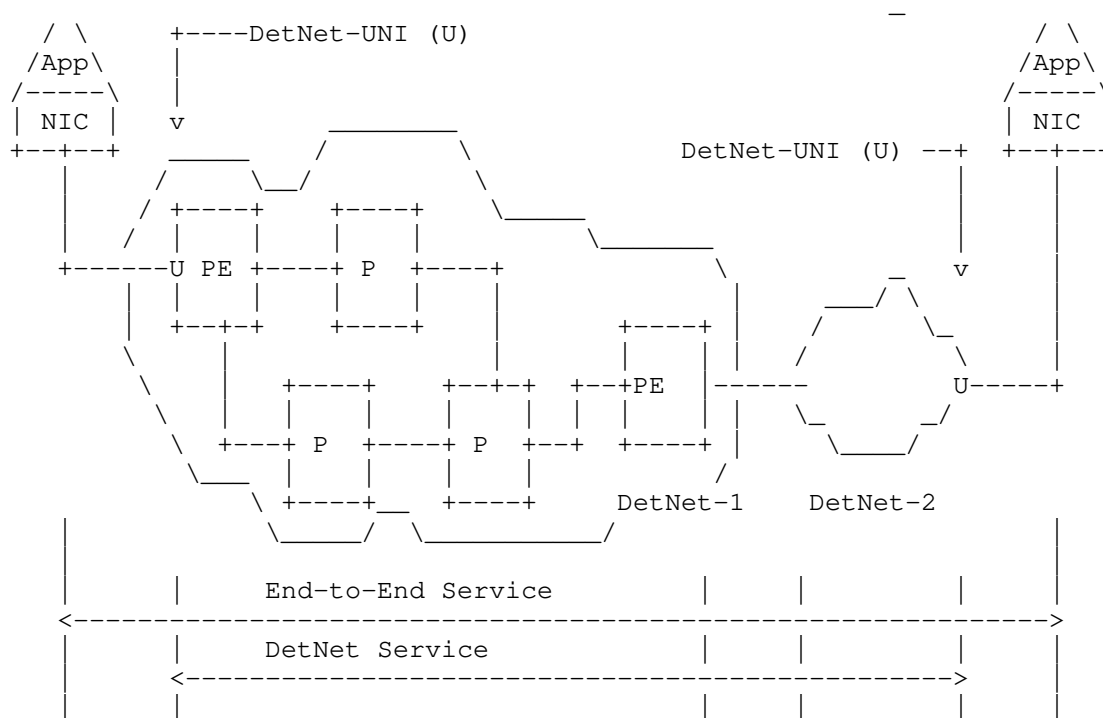 DetNet-UNI (U)
App App
NIC v NIC
DetNet-UNI (U)
U PE P v
PE U
P P
DetNet-1 DetNet-2
End-to-End Service
DetNet Service